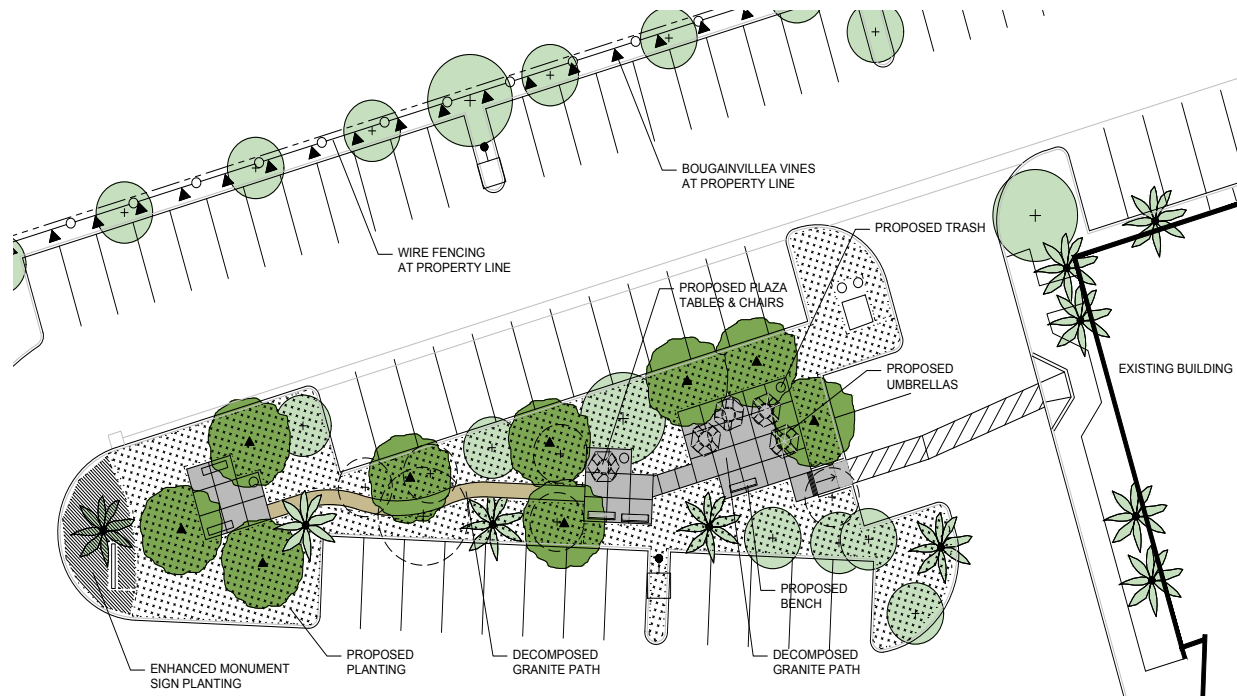 BOUGAINVILLEA VINES
AT PROPERTY LINE
WIRE FENCING
AT PROPERTY LINE
PROPOSED TRASH
PROPOSED PLAZA
TABLES & CHAIRS
PROPOSED
UMBRELLAS
EXISTING BUILDING
PROPOSED
BENCH
ENHANCED MONUMENT
SIGN PLANTING
PROPOSED
PLANTING
DECOMPOSED
GRANITE PATH
DECOMPOSED
GRANITE PATH